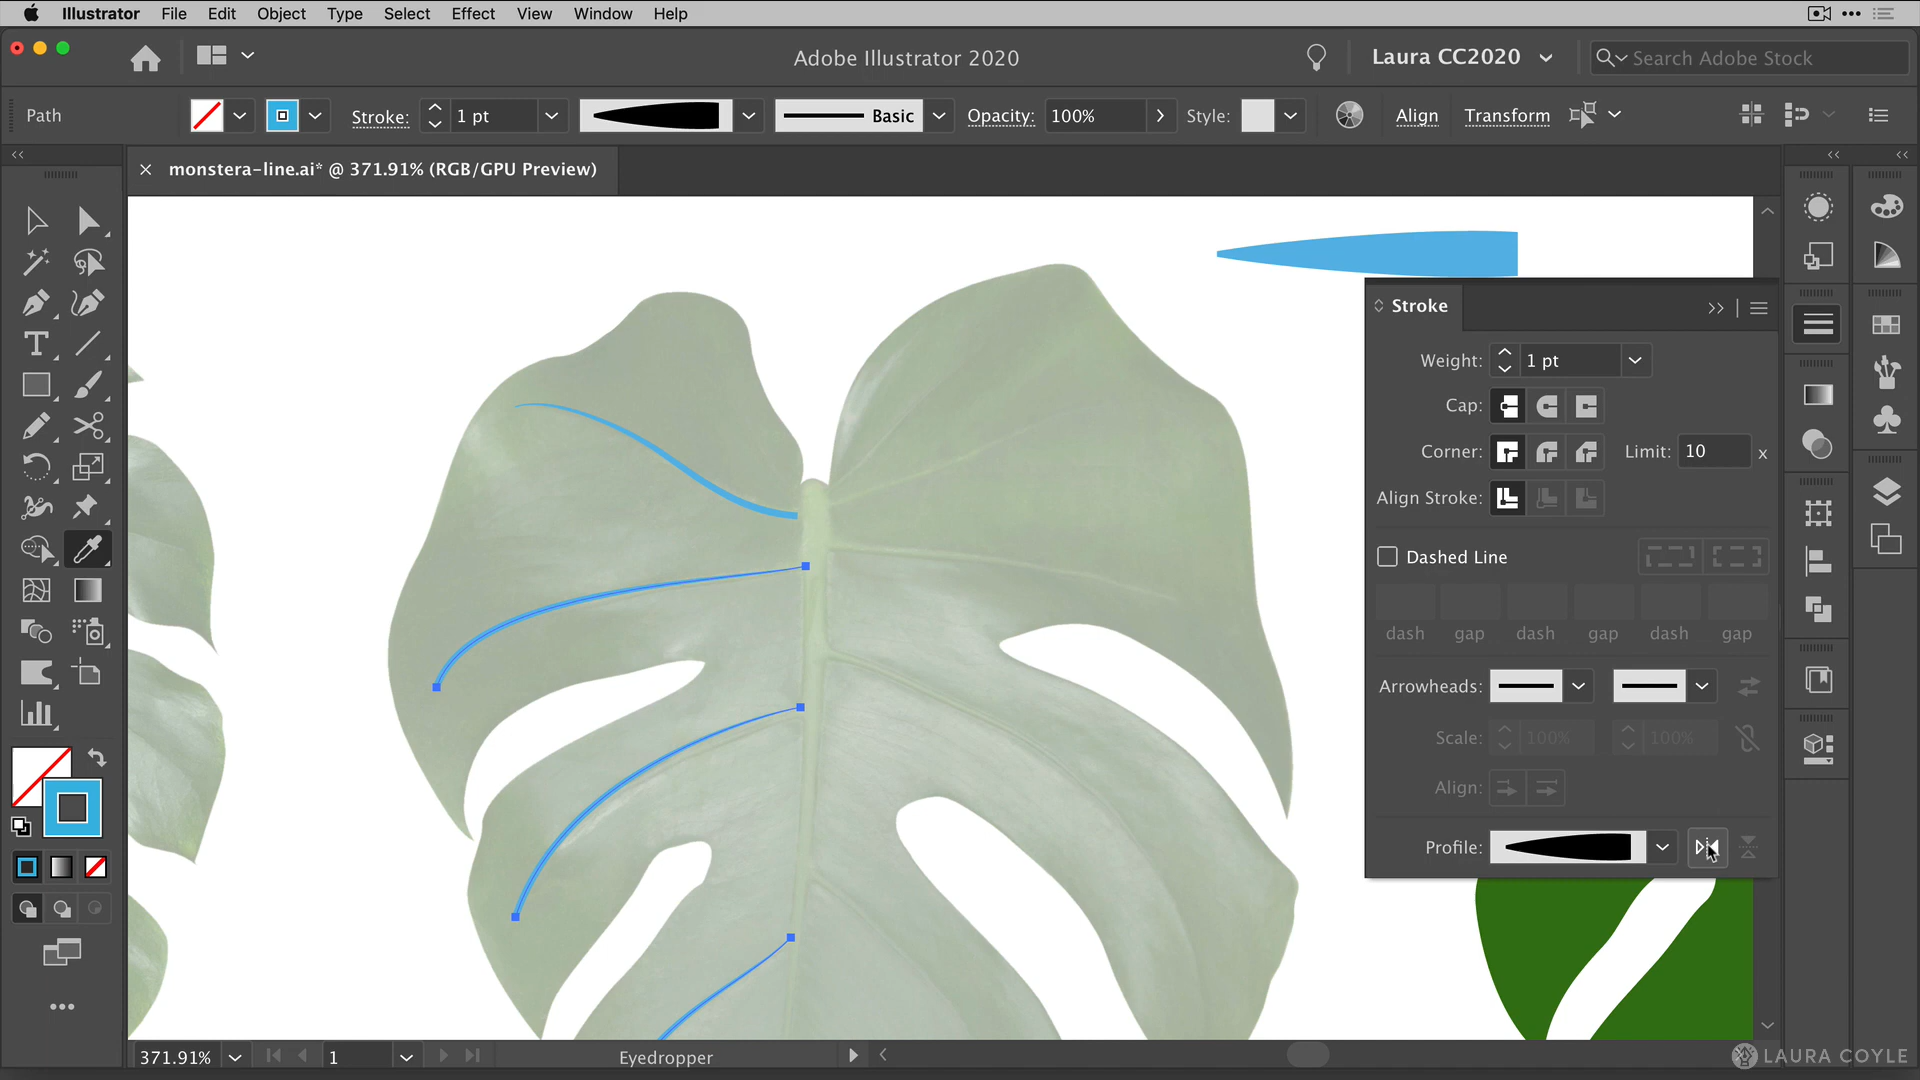 Illustrator File Edit Object Type Select Effect View Window Help
Adobe Illustrator 2020
Laura CC2020
Search Adobe Stock
Path
Stroke: 1 pt
Basic
Opacity: 100%
Style:
Align
Transform
monstera-line.ai* @ 371.91% (RGB/GPU Preview)
Stroke
Weight: 1 pt
Cap:
Corner:
Limit: 10 x
Align Stroke:
Dashed Line
dash gap dash gap dash gap
Arrowheads:
Scale: 100% 100%
Align:
Profile:
371.91%
1
Eyedropper
LAURA COYLE